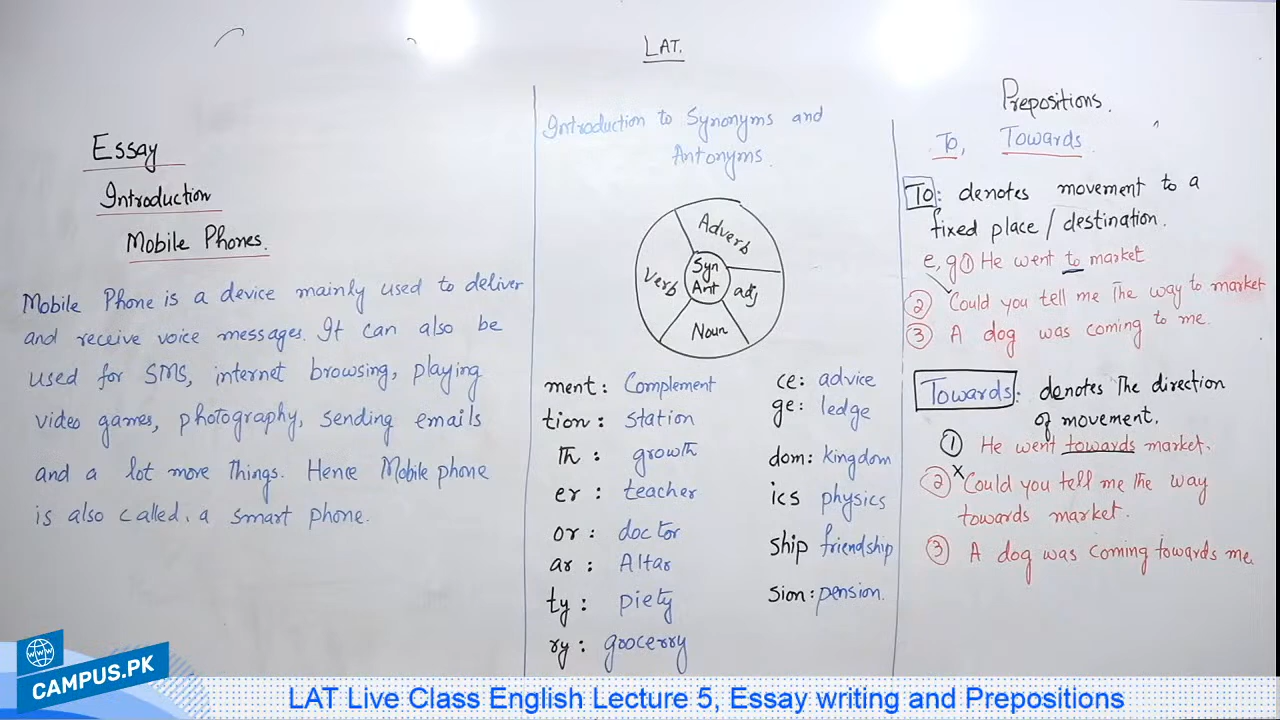 LAT.
Essay
Introduction
Mobile Phones.
Mobile Phone is a device mainly used to deliver
and receive voice messages. It can also be
used for SMS, internet browsing, playing
video games, photography, sending emails
and a lot more things. Hence Mobile phone
is also called, a smart phone.
Introduction to Synonyms and
Antonyms.
Adverb
Verb
Syn
Ant
adj
Noun
ment: Complement
tion: station
th: growth
er: teacher
or: doctor
ar: Altar
ty: piety
ry: grocerry
ce: advice
ge: ledge
dom: kingdom
ics physics
ship friendship
sion: pension.
Prepositions.
To, Towards
To: denotes movement to a
fixed place/destination.
e,g ① He went to market
② Could you tell me The way to market
③ A dog was coming to me.
Towards: denotes The direction
of movement.
① He went towards market.
② x Could you tell me The way
towards market.
③ A dog was coming towards me
WWW
CAMPUS.PK
LAT Live Class English Lecture 5, Essay writing and Prepositions